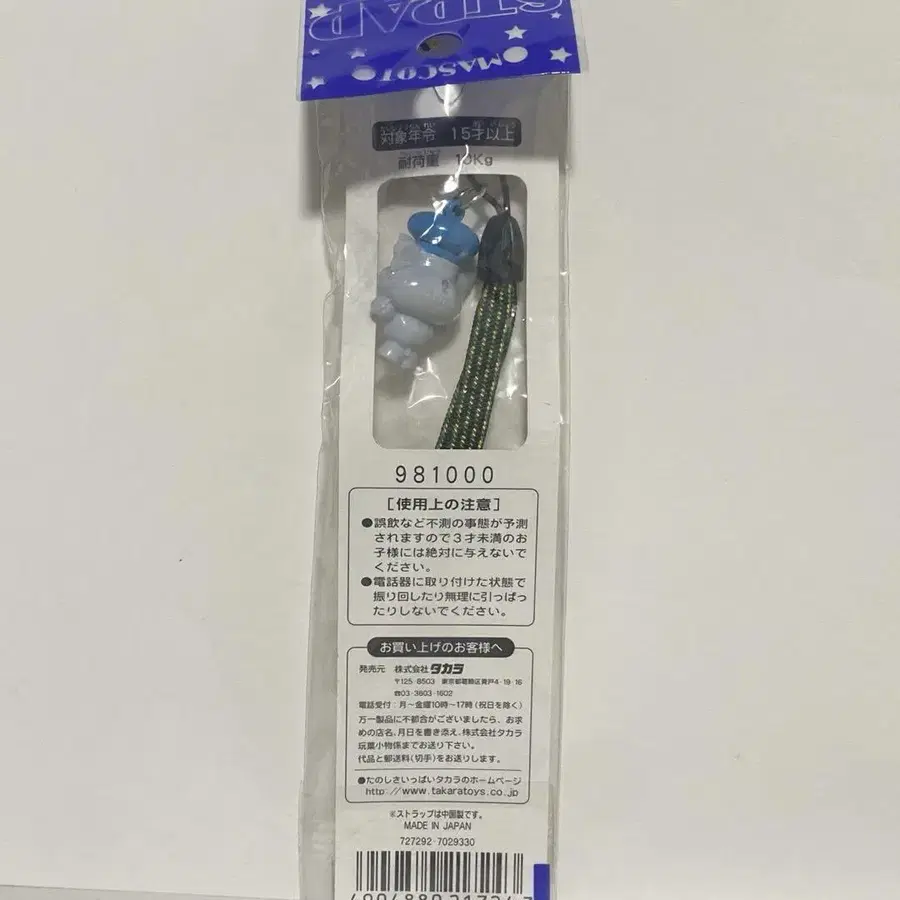 STRAP
MASCOT
対象年令 15才以上
耐荷重 10Kg
981000
[使用上の注意]
●誤飲など不測の事態が予測
されますので3才未満のお
子様には絶対に与えないで
ください。
●電話器に取り付けた状態で
振り回したり無理に引っぱっ
たりしないでください。
お買い上げのお客様へ
発売元 株式会社タカラ
〒125-8503 東京都葛飾区青戸4-19-16
☎03-3603-1602
電話受付:月〜金曜10時〜17時(祝日を除く)
万一製品に不都合がございましたら、お求
めの店名、月日を書き添え、株式会社タカラ
玩菓小物係までお送り下さい。
代品と郵送料(切手)をお送りします。
●たのしさいっぱいタカラのホームページ
http://www.takaratoys.co.jp
※ストラップは中国製です。
MADE IN JAPAN
727292-7029330